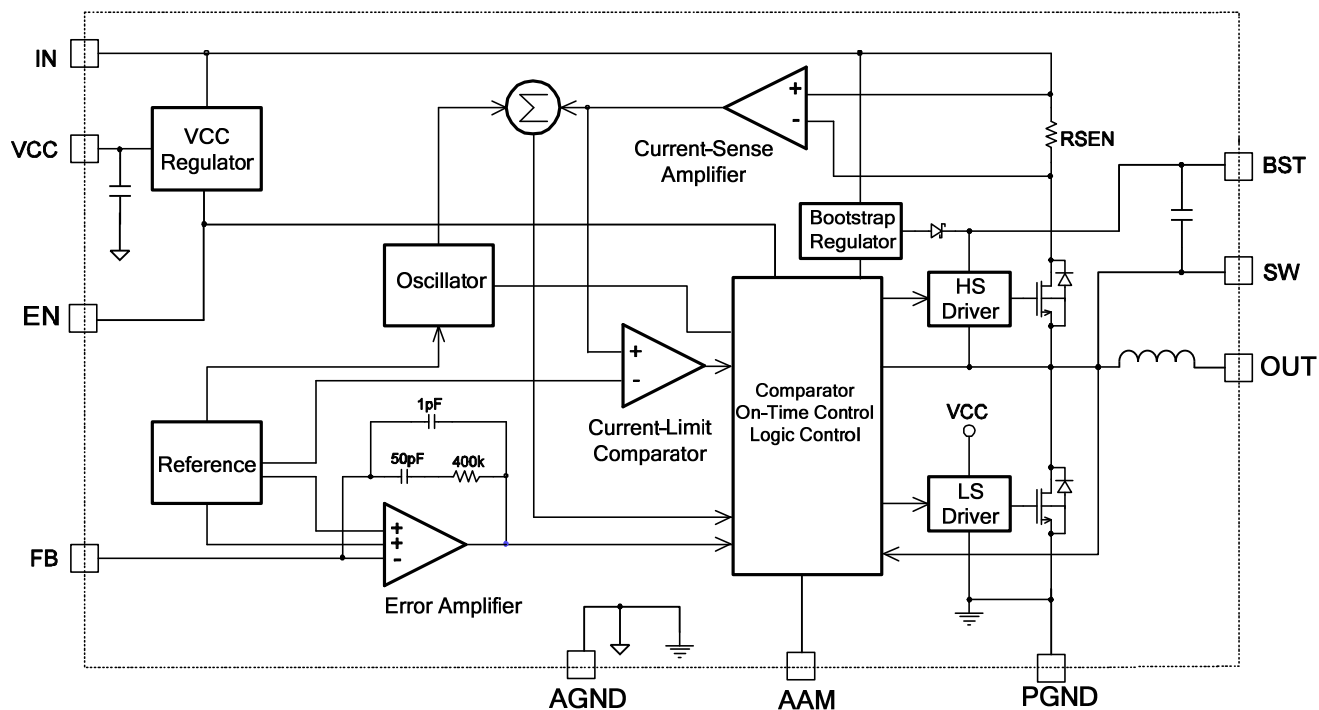 IN
VCC
Regulator
VCC
EN
Σ
+
-
Current-Sense
Amplifier
RSEN
BST
SW
OUT
Bootstrap
Regulator
Oscillator
HS
Driver
+
-
Current-Limit
Comparator
Comparator
On-Time Control
Logic Control
VCC
LS
Driver
Reference
1pF
50pF
400k
FB
+
+
-
Error Amplifier
AGND
AAM
PGND